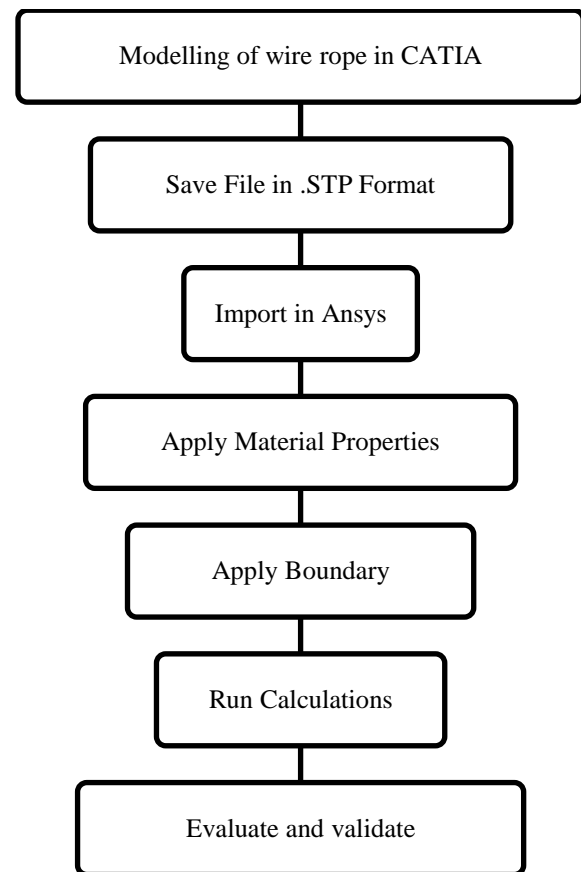 Modelling of wire rope in CATIA
Save File in .STP Format
Import in Ansys
Apply Material Properties
Apply Boundary
Run Calculations
Evaluate and validate